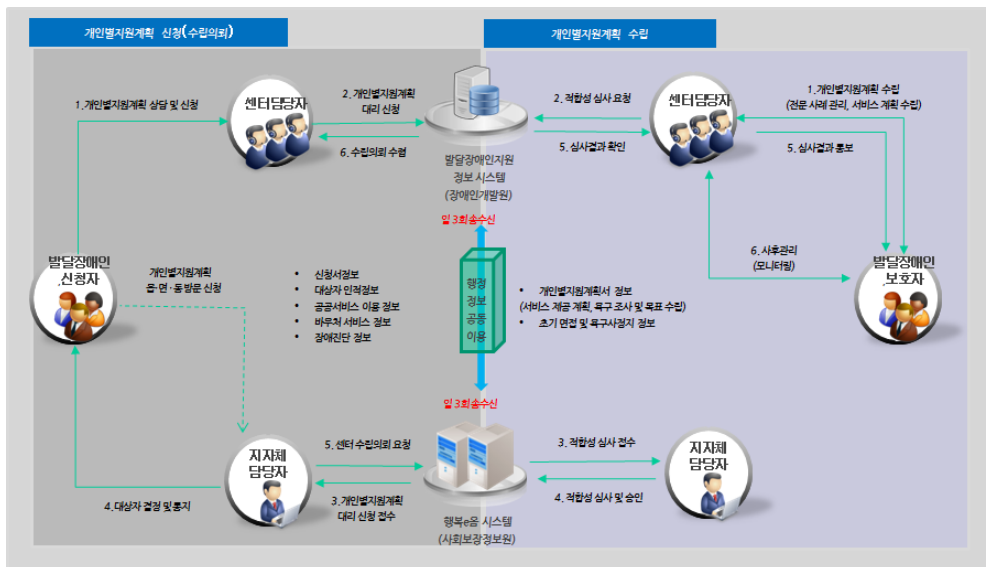 개인별지원계획 신청(수립의뢰)
개인별지원계획 수립
1. 개인별지원계획 상담 및 신청
센터담당자
2. 개인별지원계획
대리 신청
6. 수립의뢰 수렴
발달장애인지원
정보 시스템
(장애인개발원)
2. 적합성 심사 요청
5. 심사결과 확인
센터담당자
1. 개인별지원계획 수립
(전문 사례 관리, 서비스 계획 수립)
5. 심사결과 통보
일 3회송수신
6. 사후관리
(모니터링)
발달장애인
신청자
개인별지원계획
읍·면·동방문 신청
• 신청서정보
• 대상자 인적정보
• 공공서비스 이용 정보
• 바우처 서비스 정보
• 장애진단 정보
행정
정보
공동
이용
• 개인별지원계획서 정보
(서비스 제공 계획, 욕구 조사 및 목표 수립)
• 초기 면접 및 욕구사정지 정보
발달장애인
보호자
일 3회송수신
지자체
담당자
5. 센터 수립의뢰 요청
3. 개인별지원계획
대리 신청 접수
4. 대상자 결정 및 통지
행복e음 시스템
(사회보장정보원)
3. 적합성 심사 접수
4. 적합성 심사 및 승인
지자체
담당자